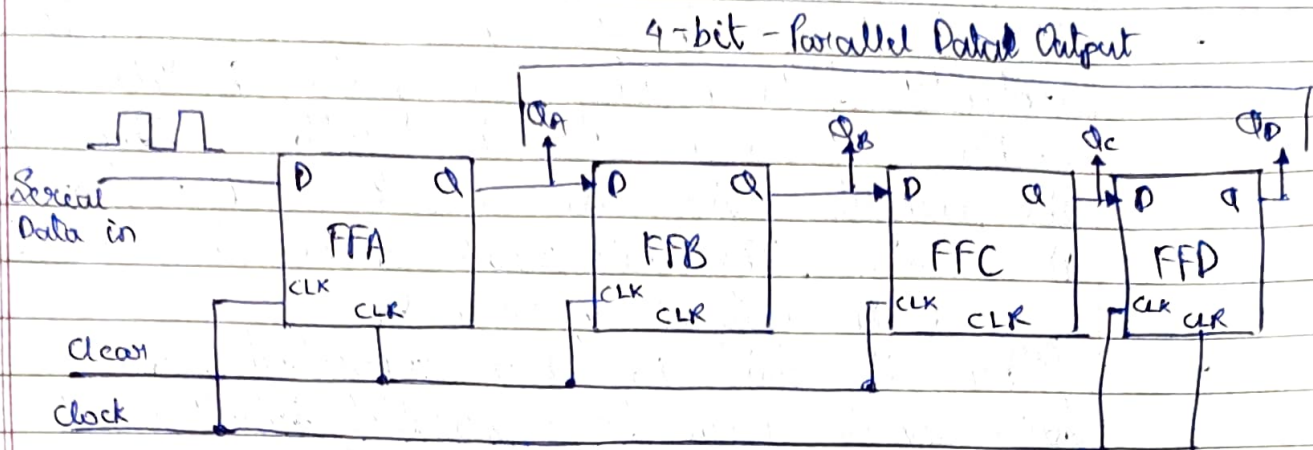 4-bit - Parallel Data Output
QA
QB
QC
QD
Serial
Data in
D Q
FFA
CLK
CLR
D Q
FFB
CLK
CLR
D Q
FFC
CLK
CLR
D Q
FFD
CLK
CLR
Clear
Clock